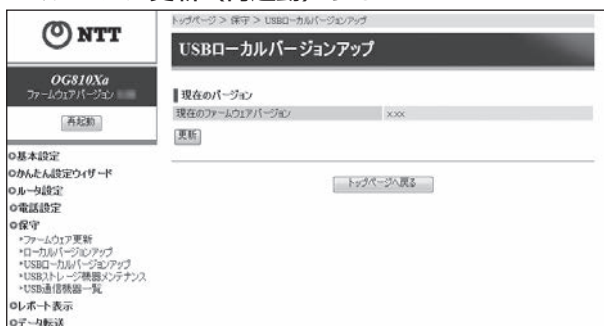 NTT
OG810Xa
ファームウェアバージョン
再起動
○基本設定
○かんたん設定ウィザード
○ルータ設定
○電話設定
○保守
・ファームウェア更新
・ローカルバージョンアップ
・USBローカルバージョンアップ
・USBストレージ機器メンテナンス
・USB通信機器一覧
○レポート表示
○データ転送
トップページ > 保守 > USBローカルバージョンアップ
USBローカルバージョンアップ
現在のバージョン
現在のファームウェアバージョン x.xx
更新
トップページへ戻る